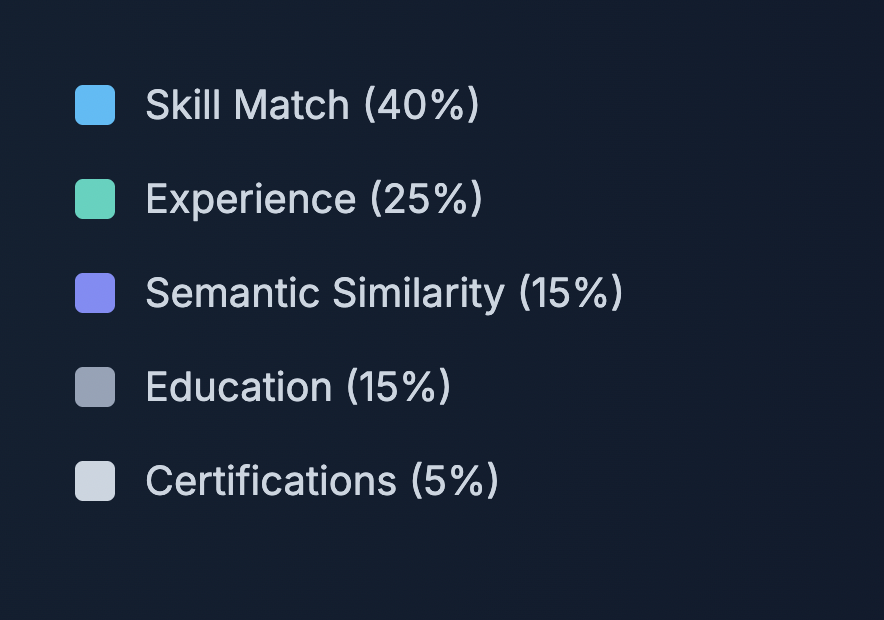 Skill Match (40%)
Experience (25%)
Semantic Similarity (15%)
Education (15%)
Certifications (5%)